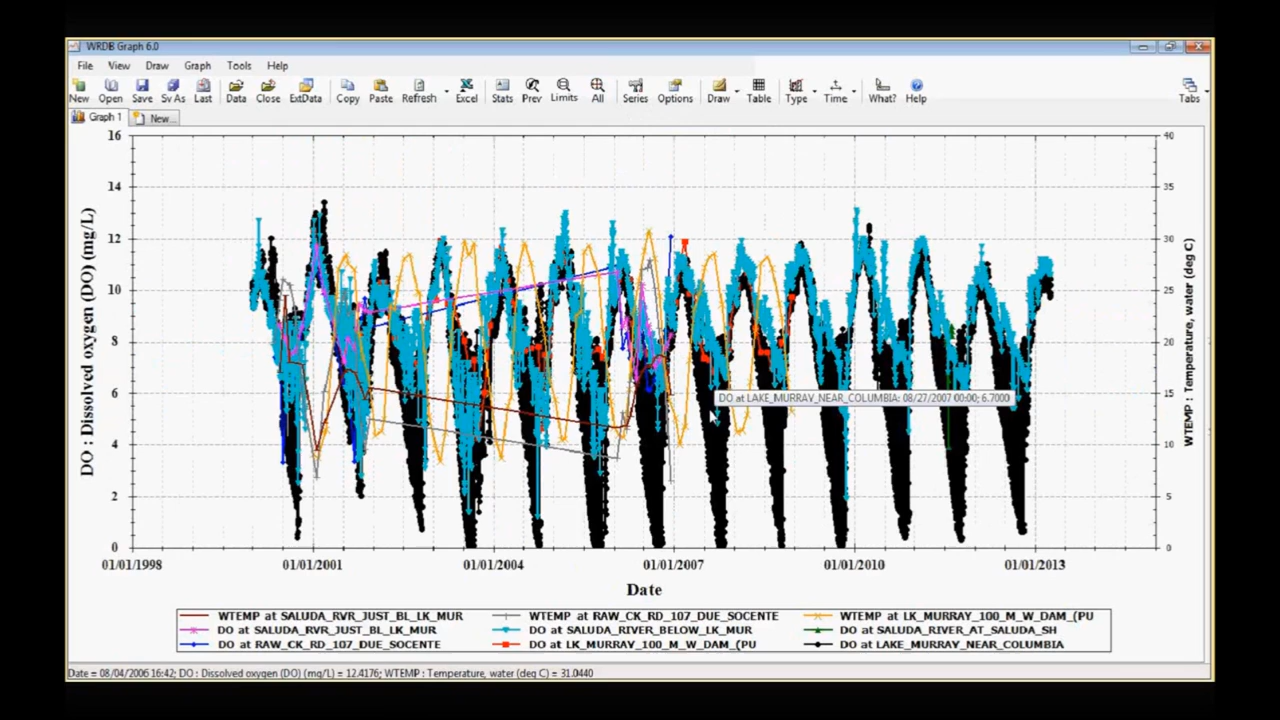 WRDB Graph 6.0
File View Draw Graph Tools Help
New Open Save Sv As Last Data Close ExtData Copy Paste Refresh Excel Stats Prev Limits All Series Options Draw Table Type Time What? Help Tabs
Graph 1 New...
16 40
14 35
12 30
10 25
8 20
6 15
4 10
2 5
0 0
DO : Dissolved oxygen (DO) (mg/L)
WTEMP : Temperature, water (deg C)
DO at LAKE_MURRAY_NEAR_COLUMBIA: 08/27/2007 00:00; 6.7000
01/01/1998 01/01/2001 01/01/2004 01/01/2007 01/01/2010 01/01/2013
Date
WTEMP at SALUDA_RVR_JUST_BL_LK_MUR WTEMP at RAW_CK_RD_107_DUE_SOCENTE WTEMP at LK_MURRAY_100_M_W_DAM_(PU
DO at SALUDA_RVR_JUST_BL_LK_MUR DO at SALUDA_RIVER_BELOW_LK_MUR DO at SALUDA_RIVER_AT_SALUDA_SH
DO at RAW_CK_RD_107_DUE_SOCENTE DO at LK_MURRAY_100_M_W_DAM_(PU DO at LAKE_MURRAY_NEAR_COLUMBIA
Date = 08/04/2006 16:42; DO : Dissolved oxygen (DO) (mg/L) = 12.4176; WTEMP : Temperature, water (deg C) = 31.0440